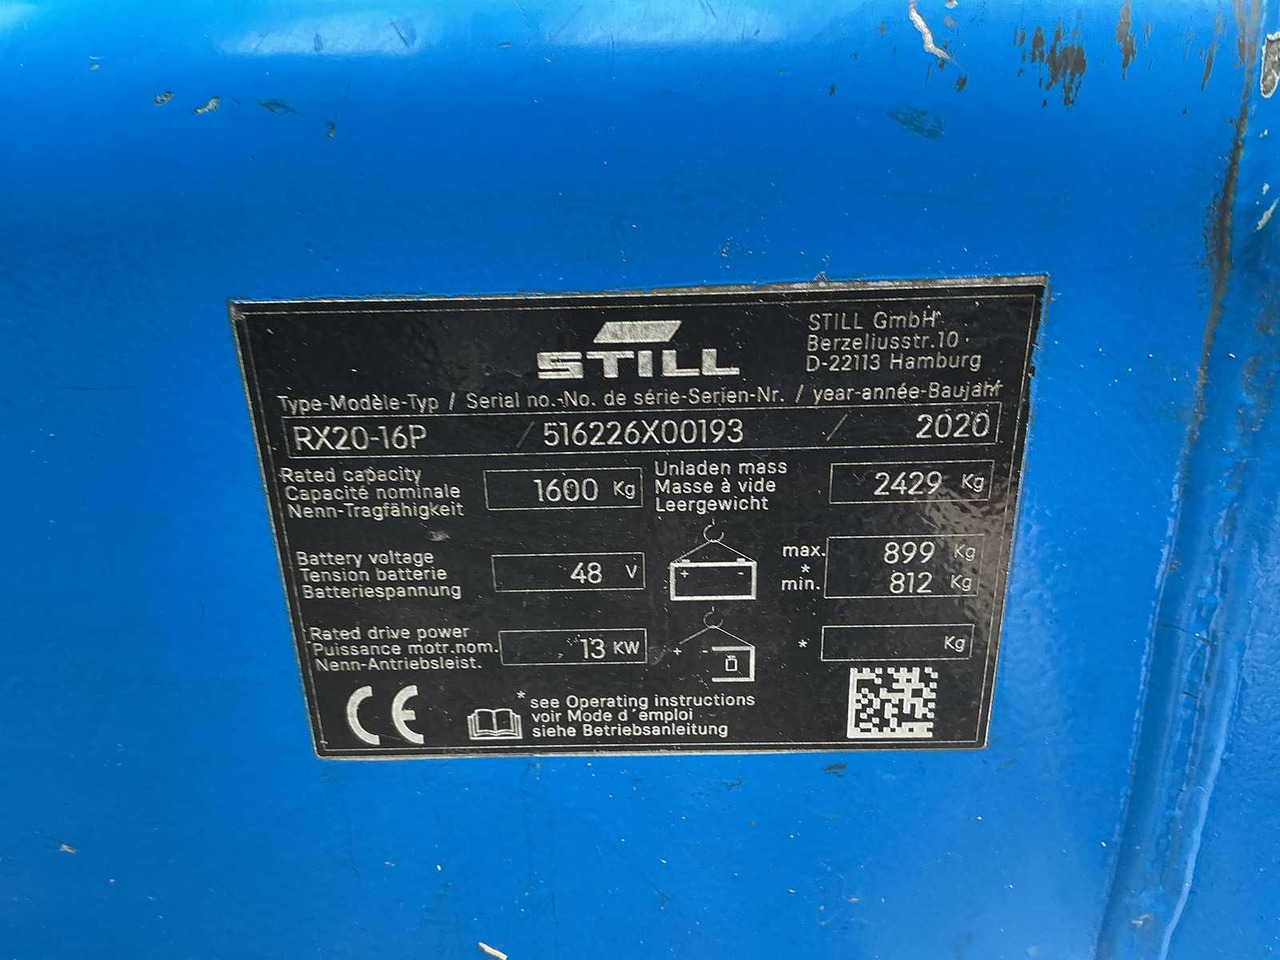 STILL
STILL GmbH
Berzeliusstr. 10
D-22113 Hamburg
Type-Modèle-Typ / Serial no.-No. de série-Serien-Nr. / year-année-Baujahr
RX20-16P / 516226X00193 / 2020
Rated capacity
Capacité nominale
Nenn-Tragfähigkeit
1600 Kg
Unladen mass
Masse à vide
Leergewicht
2429 Kg
Battery voltage
Tension batterie
Batteriespannung
48 V
+ -
max.
*
min.
899 Kg
812 Kg
Rated drive power
Puissance motr.nom.
Nenn-Antriebsleist.
13 KW
+ -
*
Kg
CE
* see Operating instructions
voir Mode d'emploi
siehe Betriebsanleitung